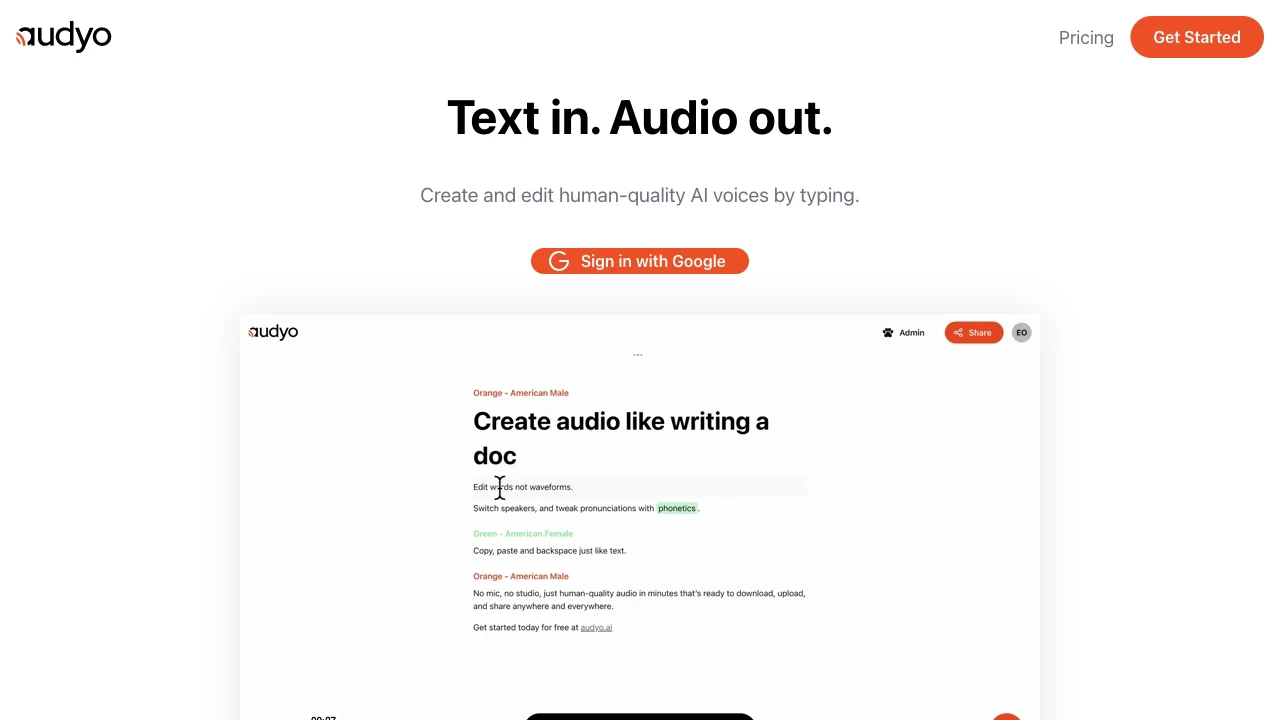 audyo
Pricing
Get Started
Text in. Audio out.
Create and edit human-quality AI voices by typing.
Sign in with Google
audyo
Admin
Share
EO
...
Orange - American Male
Create audio like writing a
doc
Edit words not waveforms.
Switch speakers, and tweak pronunciations with phonetics .
Green - American Female
Copy, paste and backspace just like text.
Orange - American Male
No mic, no studio, just human-quality audio in minutes that's ready to download, upload,
and share anywhere and everywhere.
Get started today for free at audyo.ai